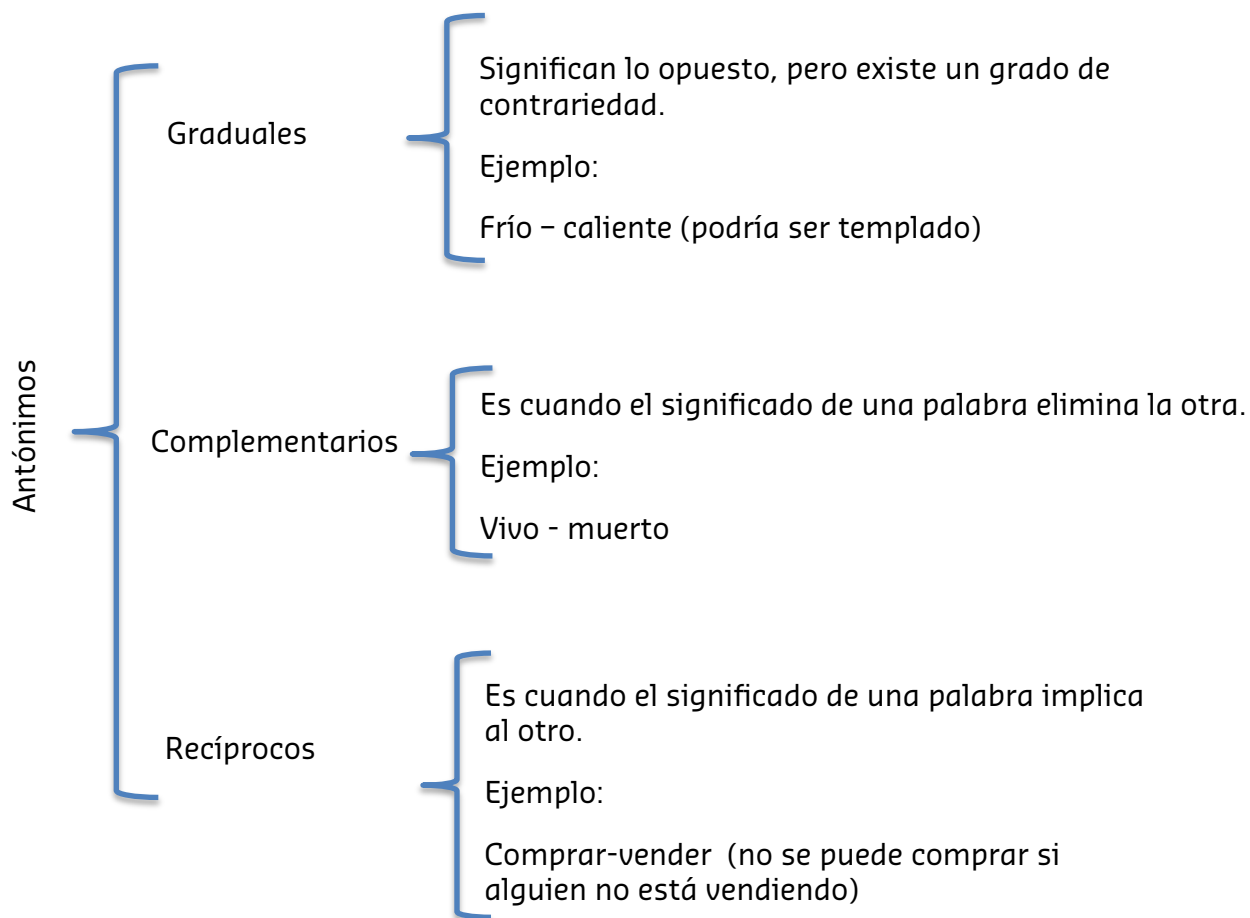 Antónimos
Graduales
Significan lo opuesto, pero existe un grado de
contrariedad.
Ejemplo:
Frío – caliente (podría ser templado)
Complementarios
Es cuando el significado de una palabra elimina la otra.
Ejemplo:
Vivo - muerto
Recíprocos
Es cuando el significado de una palabra implica
al otro.
Ejemplo:
Comprar-vender (no se puede comprar si
alguien no está vendiendo)